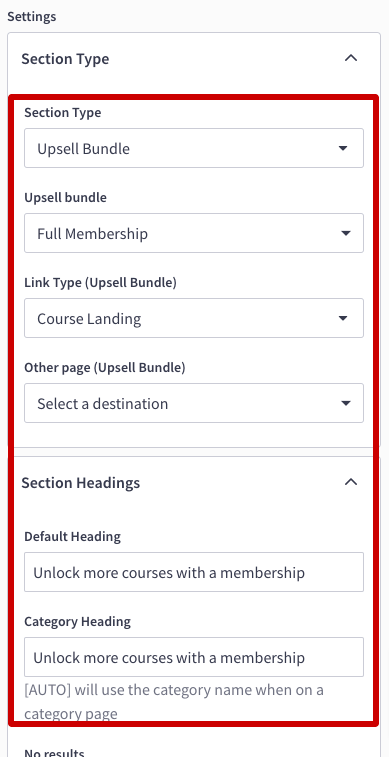 Settings
Section Type
Section Type
Upsell Bundle
Upsell bundle
Full Membership
Link Type (Upsell Bundle)
Course Landing
Other page (Upsell Bundle)
Select a destination
Section Headings
Default Heading
Unlock more courses with a membership
Category Heading
Unlock more courses with a membership
[AUTO] will use the category name when on a
category page
No results